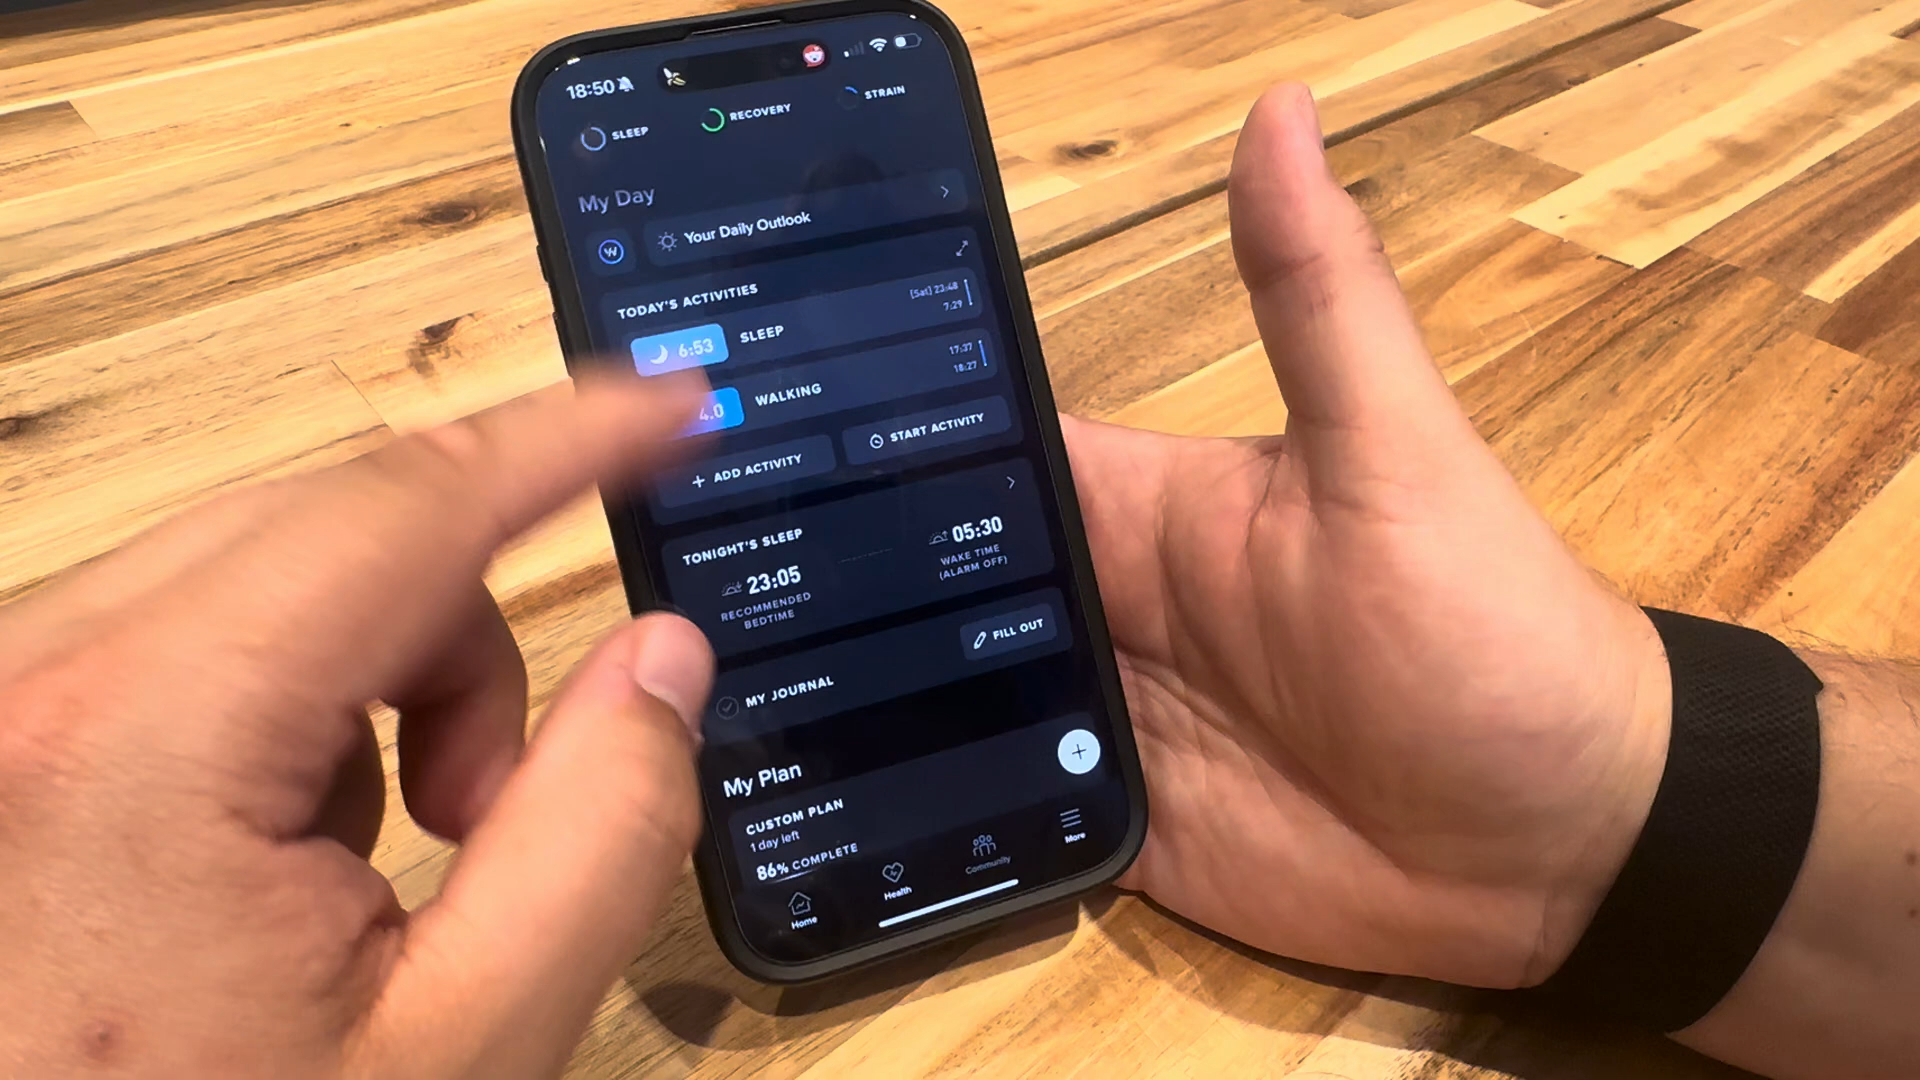 18:50
SLEEP
RECOVERY
STRAIN
My Day
W
Your Daily Outlook
TODAY'S ACTIVITIES
6:53
SLEEP
[Sat] 23:48
7:29
4.0
WALKING
17:37
18:27
+ ADD ACTIVITY
START ACTIVITY
TONIGHT'S SLEEP
23:05
RECOMMENDED
BEDTIME
05:30
WAKE TIME
(ALARM OFF)
MY JOURNAL
FILL OUT
My Plan
CUSTOM PLAN
1 day left
86% COMPLETE
+
Home
Health
Community
More